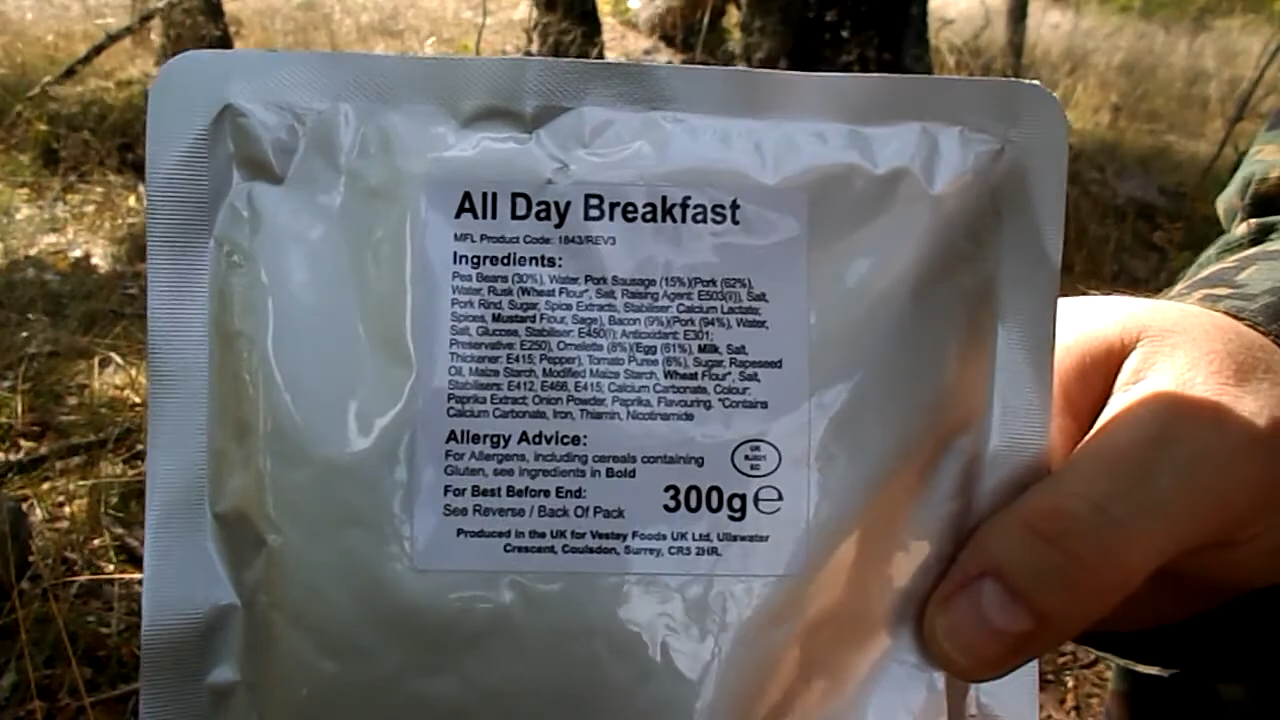 All Day Breakfast
MFL Product Code: 1843/REV3
Ingredients:
Pea Beans (30%), Water, Pork Sausage (15%)(Pork (62%),
Water, Rusk (Wheat Flour*, Salt, Raising Agent: E503(ii)), Salt,
Pork Rind, Sugar, Spice Extracts, Stabiliser: Calcium Lactate;
Spices, Mustard Flour, Sage), Bacon (9%)(Pork (94%), Water,
Salt, Glucose, Stabiliser: E450(i); Antioxidant: E301;
Preservative: E250), Omelette (8%)(Egg (61%), Milk, Salt,
Thickener: E415; Pepper), Tomato Puree (6%), Sugar, Rapeseed
Oil, Maize Starch, Modified Maize Starch, Wheat Flour*, Salt,
Stabilisers: E412, E466, E415; Calcium Carbonate, Colour:
Paprika Extract; Onion Powder, Paprika, Flavouring. *Contains
Calcium Carbonate, Iron, Thiamin, Nicotinamide
Allergy Advice:
For Allergens, including cereals containing
Gluten, see ingredients in Bold
UK
EC
For Best Before End:
See Reverse / Back Of Pack
300g℮
Produced in the UK for Vestey Foods UK Ltd, Ullswater
Crescent, Coulsdon, Surrey, CR5 2HR.